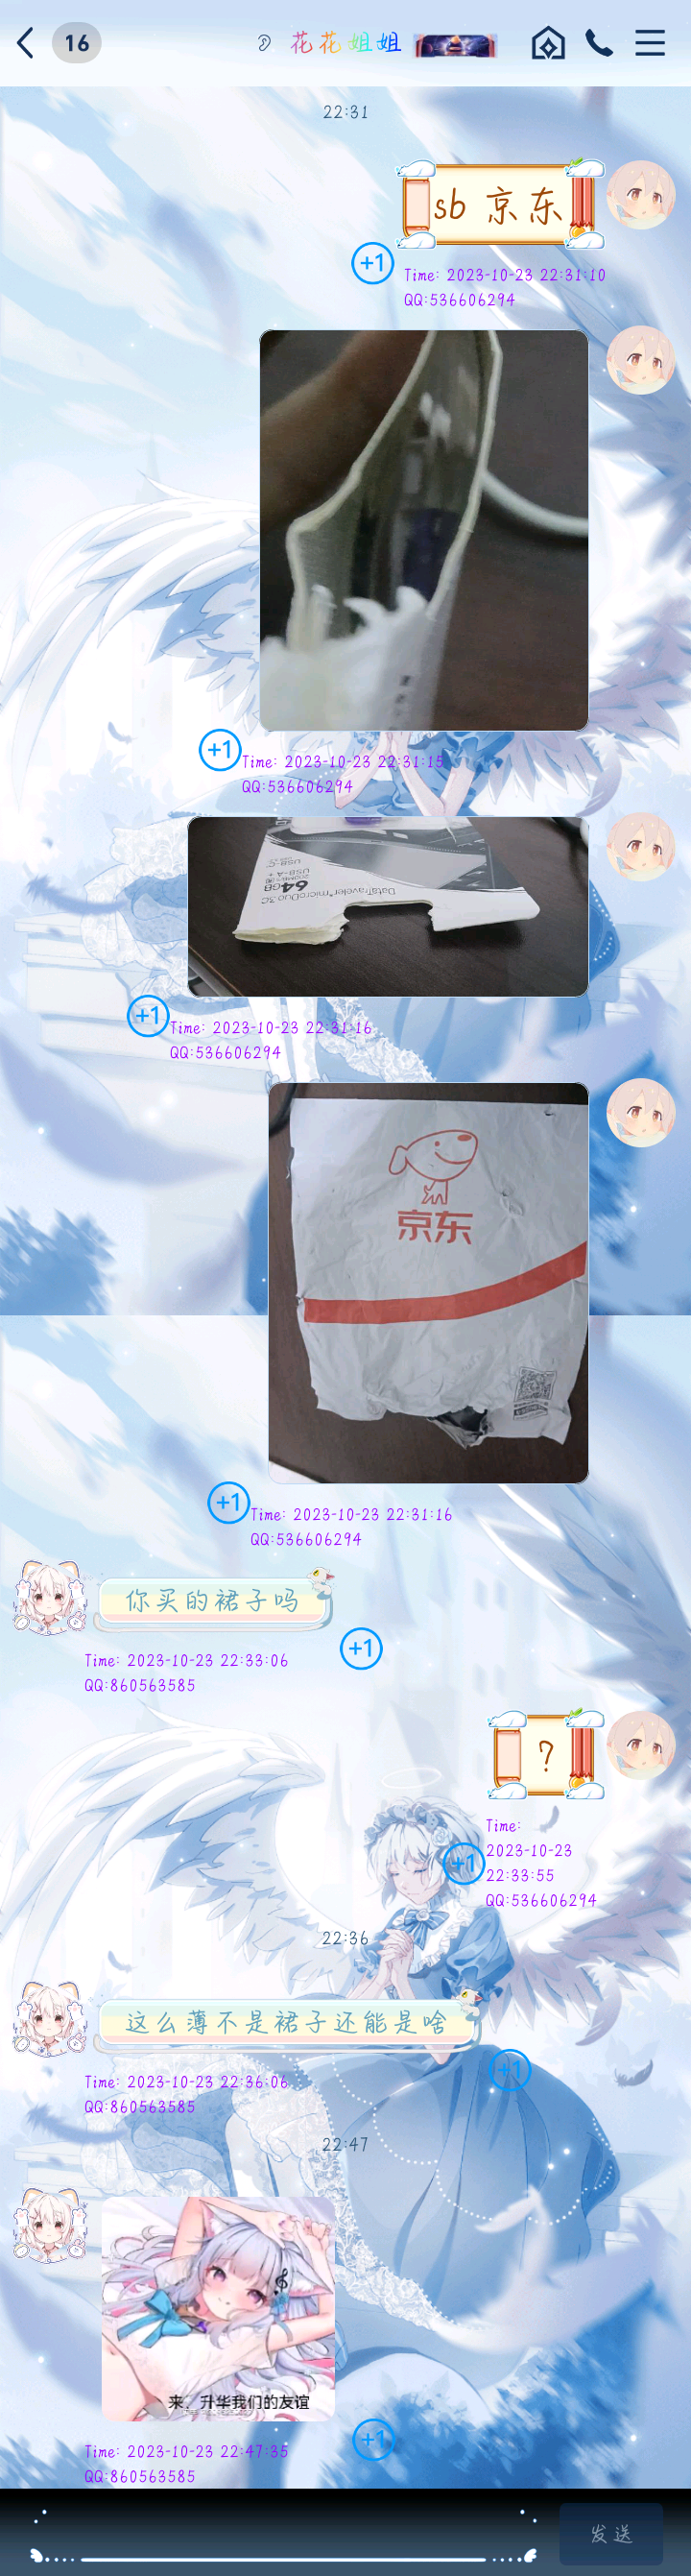 16
花花姐姐
22:31
sb 京东
+1
Time: 2023-10-23 22:31:10
QQ:536606294
+1
Time: 2023-10-23 22:31:15
QQ:536606294
DataTraveler microDuo 3C
64GB
USB-A
USB-C
+1
Time: 2023-10-23 22:31:16
QQ:536606294
京东
+1
Time: 2023-10-23 22:31:16
QQ:536606294
你买的裙子吗
+1
Time: 2023-10-23 22:33:06
QQ:860563585
?
Time:
2023-10-23
+1
22:33:55
QQ:536606294
22:36
这么薄不是裙子还能是啥
+1
Time: 2023-10-23 22:36:06
QQ:860563585
22:47
来，升华我们的友谊
+1
Time: 2023-10-23 22:47:35
QQ:860563585
发送